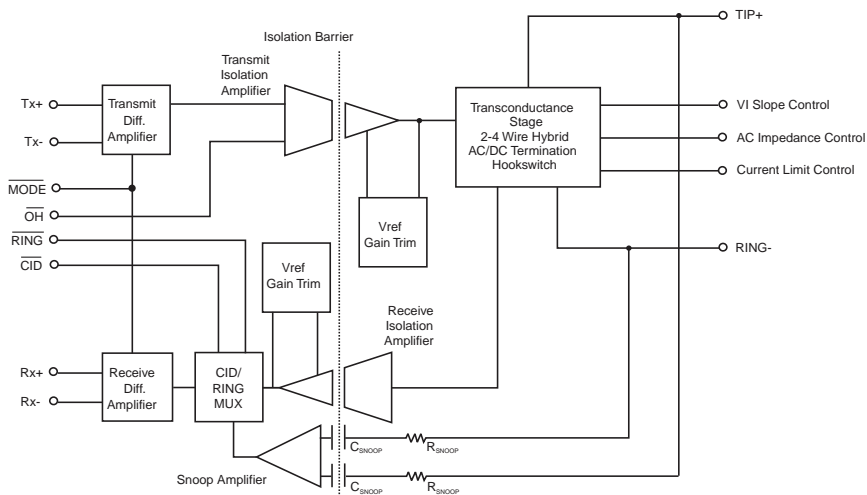 TIP+
Isolation Barrier
Transmit
Isolation
Amplifier
Tx+
Tx-
Transmit
Diff.
Amplifier
Transconductance
Stage
2-4 Wire Hybrid
AC/DC Termination
Hookswitch
VI Slope Control
AC Impedance Control
Current Limit Control
MODE
OH
RING
CID
Vref
Gain Trim
Vref
Gain Trim
RING-
Receive
Isolation
Amplifier
Rx+
Rx-
Receive
Diff.
Amplifier
CID/
RING
MUX
CSNOOP
RSNOOP
Snoop Amplifier
CSNOOP
RSNOOP